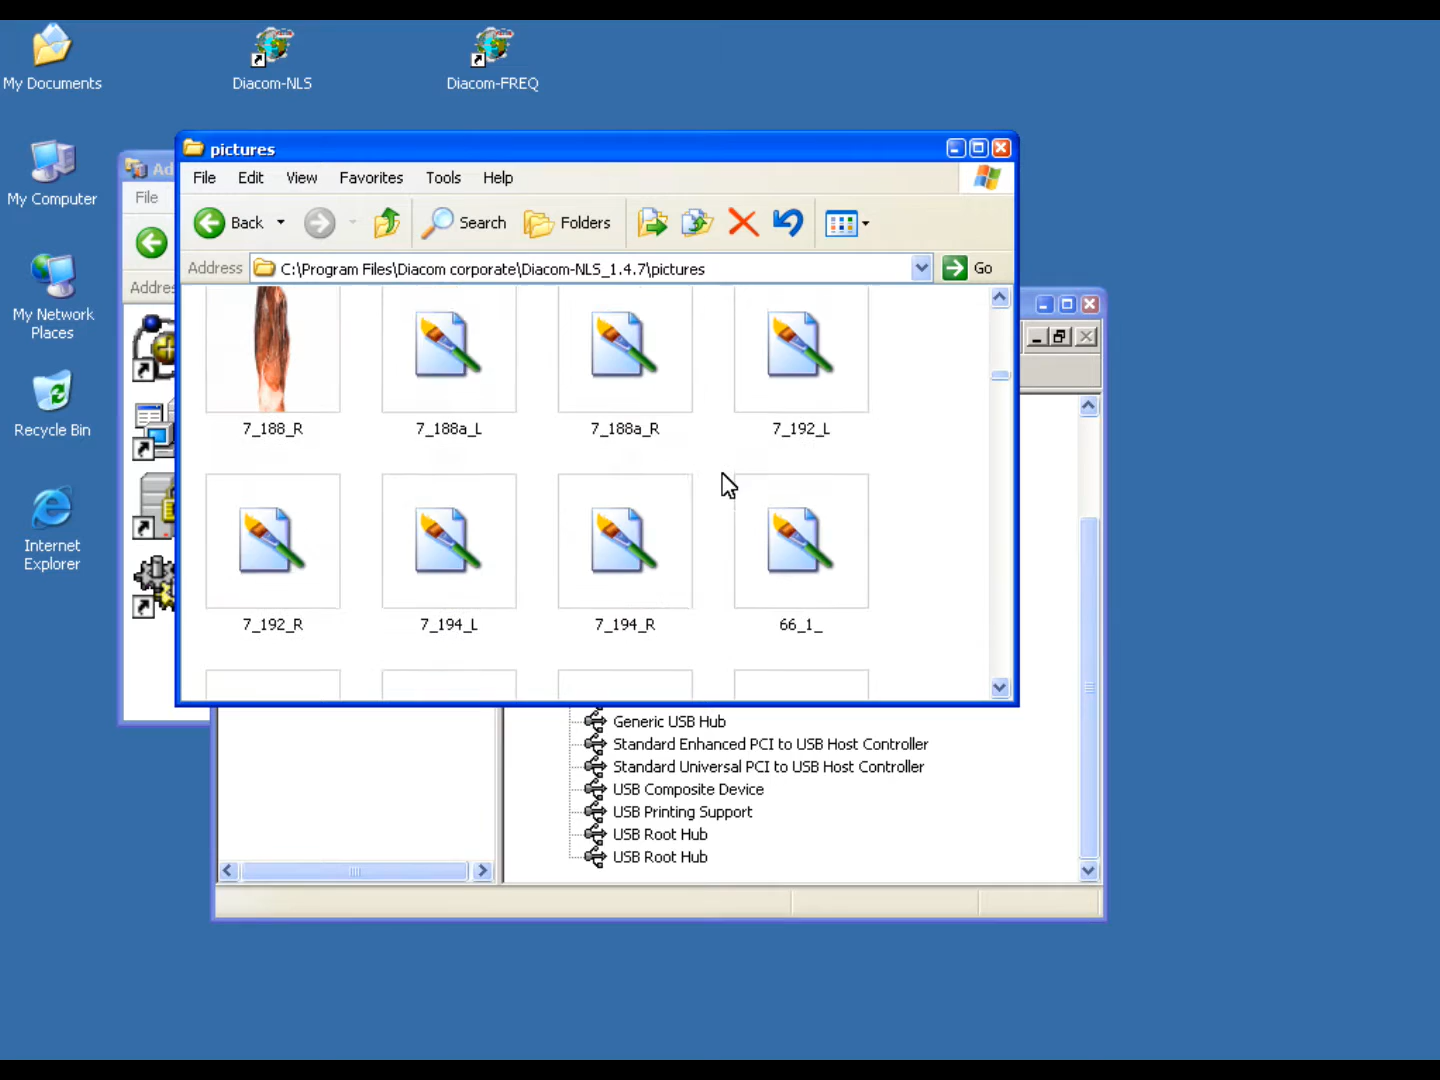 My Documents
Diacom-NLS
Diacom-FREQ
My Computer
My Network
Places
Recycle Bin
Internet
Explorer
Ad
File
Addres
pictures
File Edit View Favorites Tools Help
Back Search Folders
Address C:\Program Files\Diacom corporate\Diacom-NLS_1.4.7\pictures Go
7_188_R 7_188a_L 7_188a_R 7_192_L
7_192_R 7_194_L 7_194_R 66_1_
Generic USB Hub
Standard Enhanced PCI to USB Host Controller
Standard Universal PCI to USB Host Controller
USB Composite Device
USB Printing Support
USB Root Hub
USB Root Hub